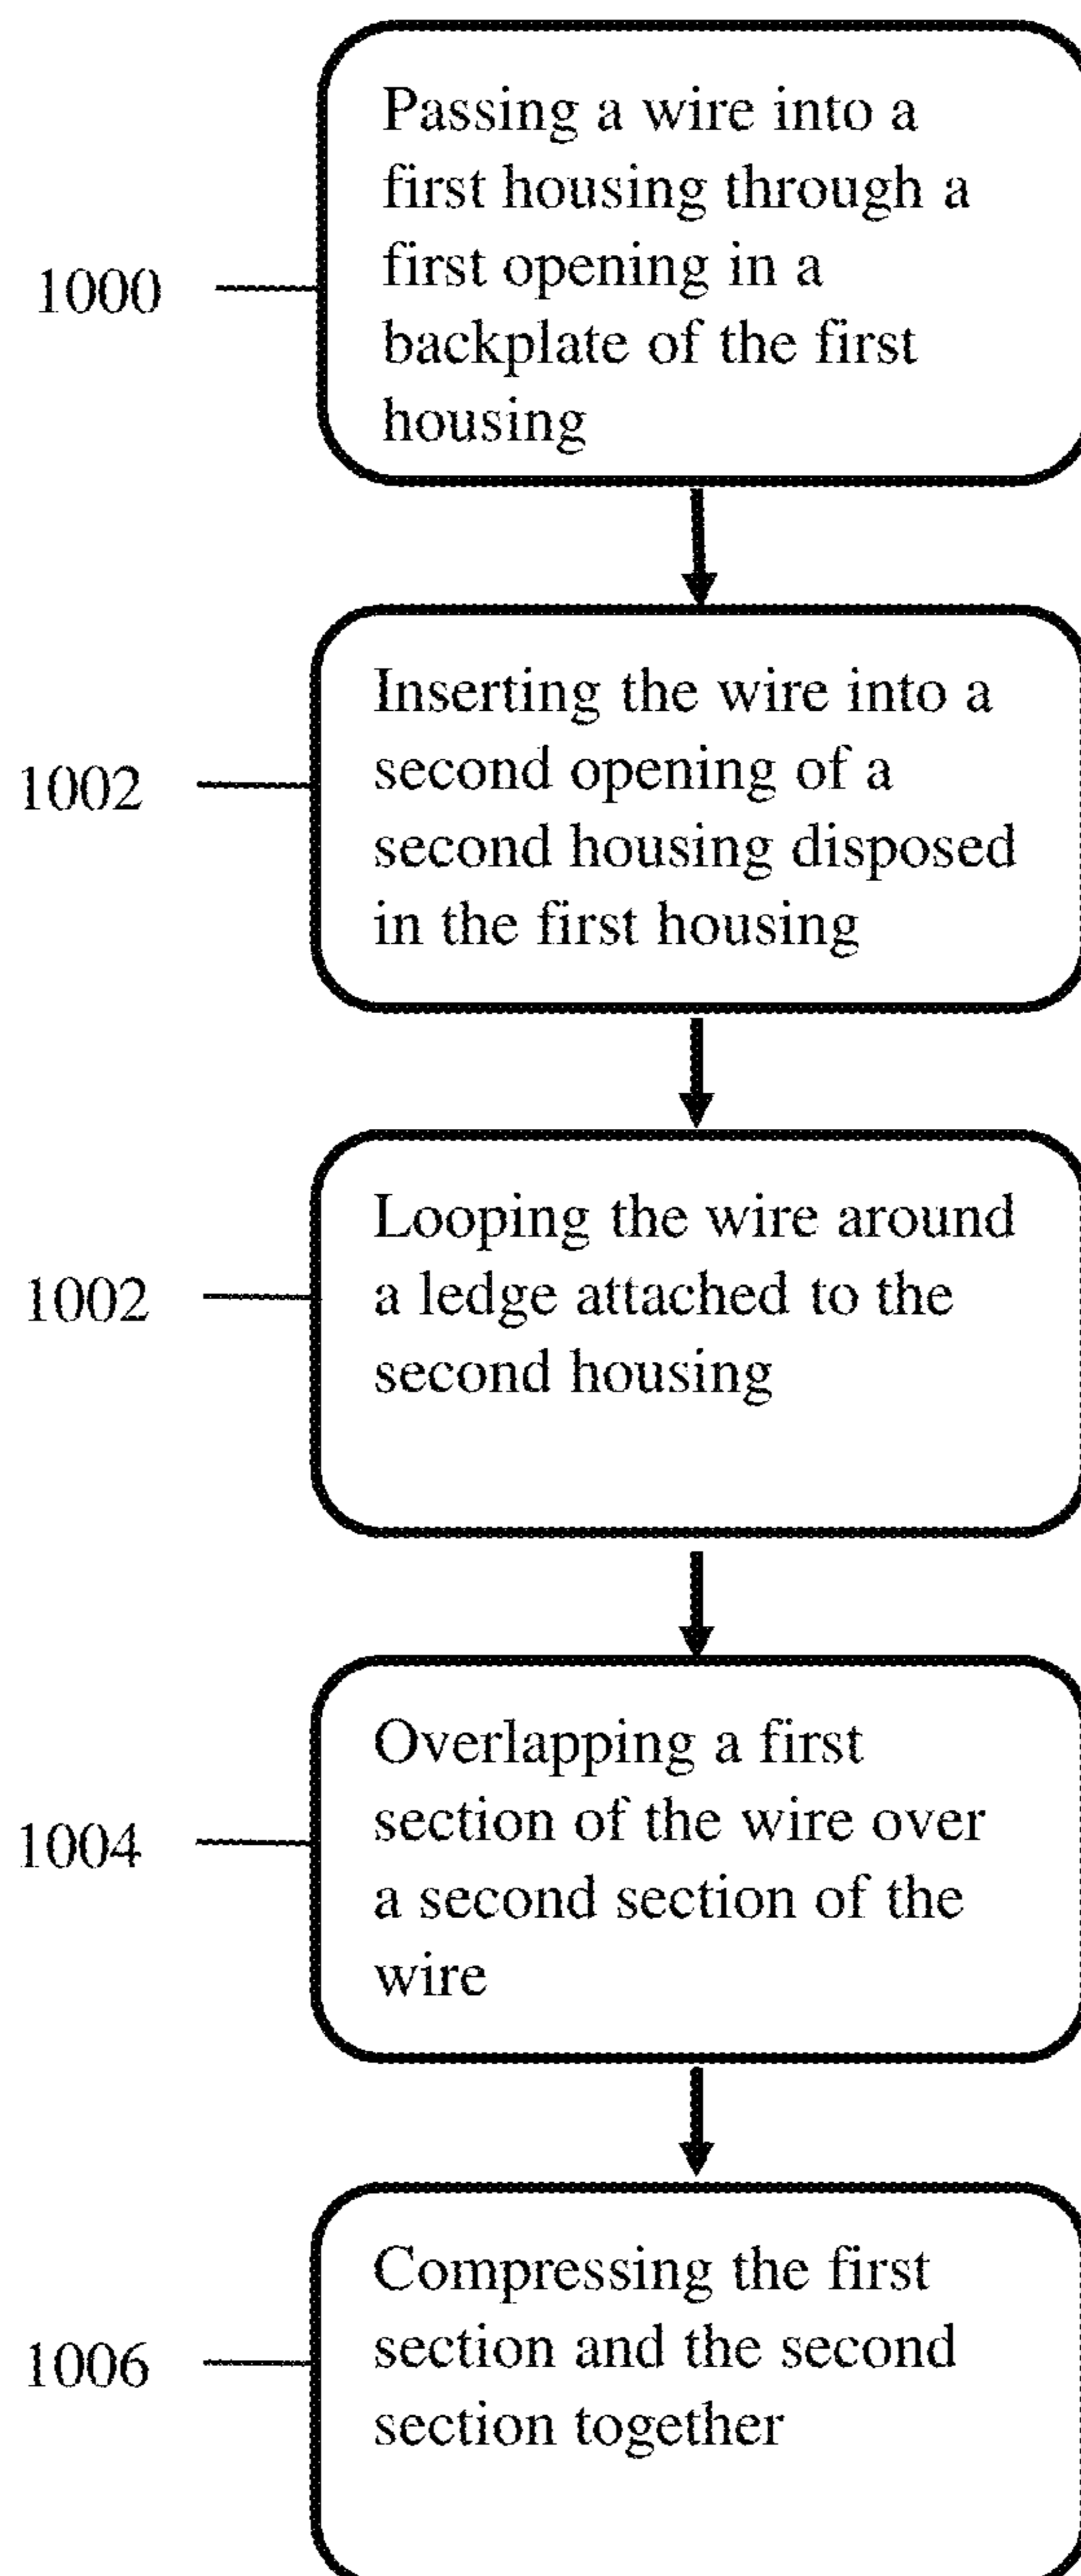 Passing a wire into a
first housing through a
first opening in a
1000
backplate of the first
housing
Inserting the wire into a
second opening of a
1002
second housing disposed
in the first housing
Looping the wire around
a ledge attached to the
1002
second housing
Overlapping a first
section of the wire over
1004
a second section of the
wire
Compressing the first
section and the second
1006
section together